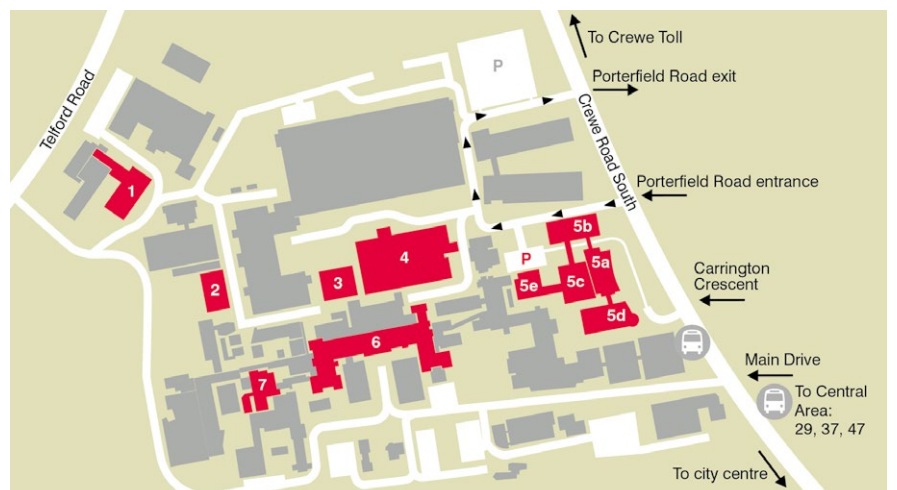 To Crewe Toll
P
Porterfield Road exit
Telford Road
Crewe Road South
1
Porterfield Road entrance
5b
4
P
5a
Carrington
Crescent
2
3
5e
5c
5d
6
Main Drive
7
To Central
Area:
29, 37, 47
To city centre